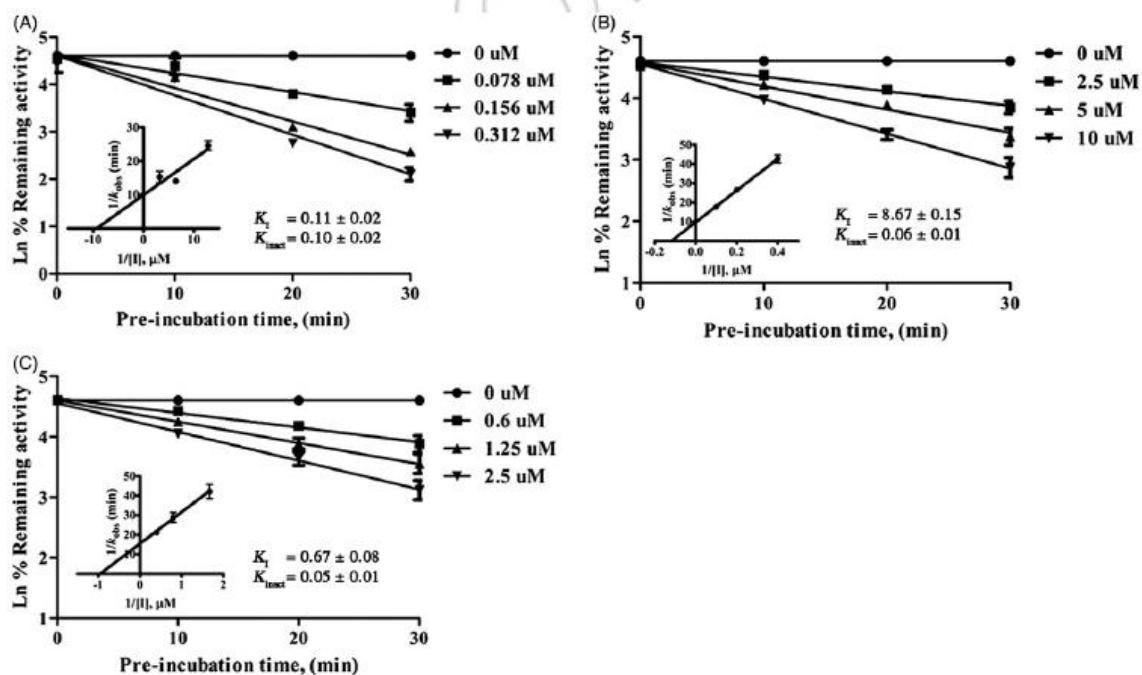 (A)
Ln % Remaining activity
5
4
3
2
1
0
0
10
20
30
Pre-incubation time, (min)
0 uM
0.078 uM
0.156 uM
0.312 uM
1/kobs (min)
30
20
10
-10
0
10
1/[I], μM
KI = 0.11 ± 0.02
Kinact = 0.10 ± 0.02
(B)
Ln % Remaining activity
5
4
3
2
1
0
10
20
30
Pre-incubation time, (min)
0 uM
2.5 uM
5 uM
10 uM
1/kobs (min)
50
40
30
20
10
-0.2
0.0
0.2
0.4
1/[I], μM
KI = 8.67 ± 0.15
Kinact = 0.06 ± 0.01
(C)
Ln % Remaining activity
5
4
3
2
1
0
10
20
30
Pre-incubation time, (min)
0 uM
0.6 uM
1.25 uM
2.5 uM
1/kobs (min)
50
40
30
20
10
-1
0
1
2
1/[I], μM
KI = 0.67 ± 0.08
Kinact = 0.05 ± 0.01